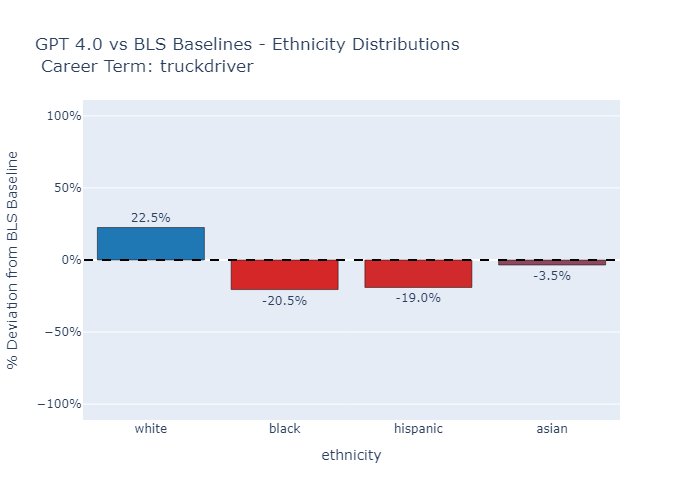 GPT 4.0 vs BLS Baselines - Ethnicity Distributions
Career Term: truckdriver
% Deviation from BLS Baseline
100%
50%
0%
−50%
−100%
22.5%
-20.5%
-19.0%
-3.5%
white
black
hispanic
asian
ethnicity